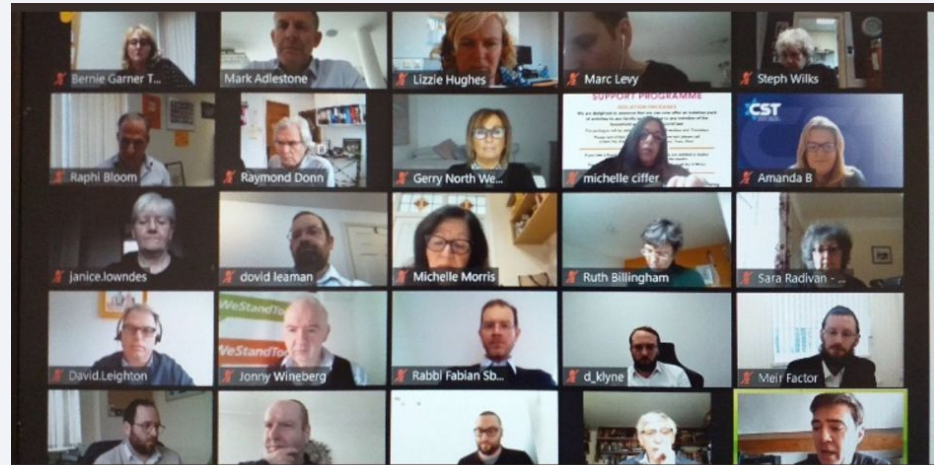 Bernie Garner T...
Mark Adlestone
Lizzie Hughes
Marc Levy
Steph Wilks
Raphi Bloom
Raymond Donn
Gerry North We...
SUPPORT PROGRAMME
michelle ciffer
CST
Amanda B
janice.lowndes
dovid leaman
Michelle Morris
Ruth Billingham
Sara Radivan - ...
David.Leighton
WeStandTo
WeStandTo
Jonny Wineberg
Rabbi Fabian Sb...
d_klyne
Meir Factor